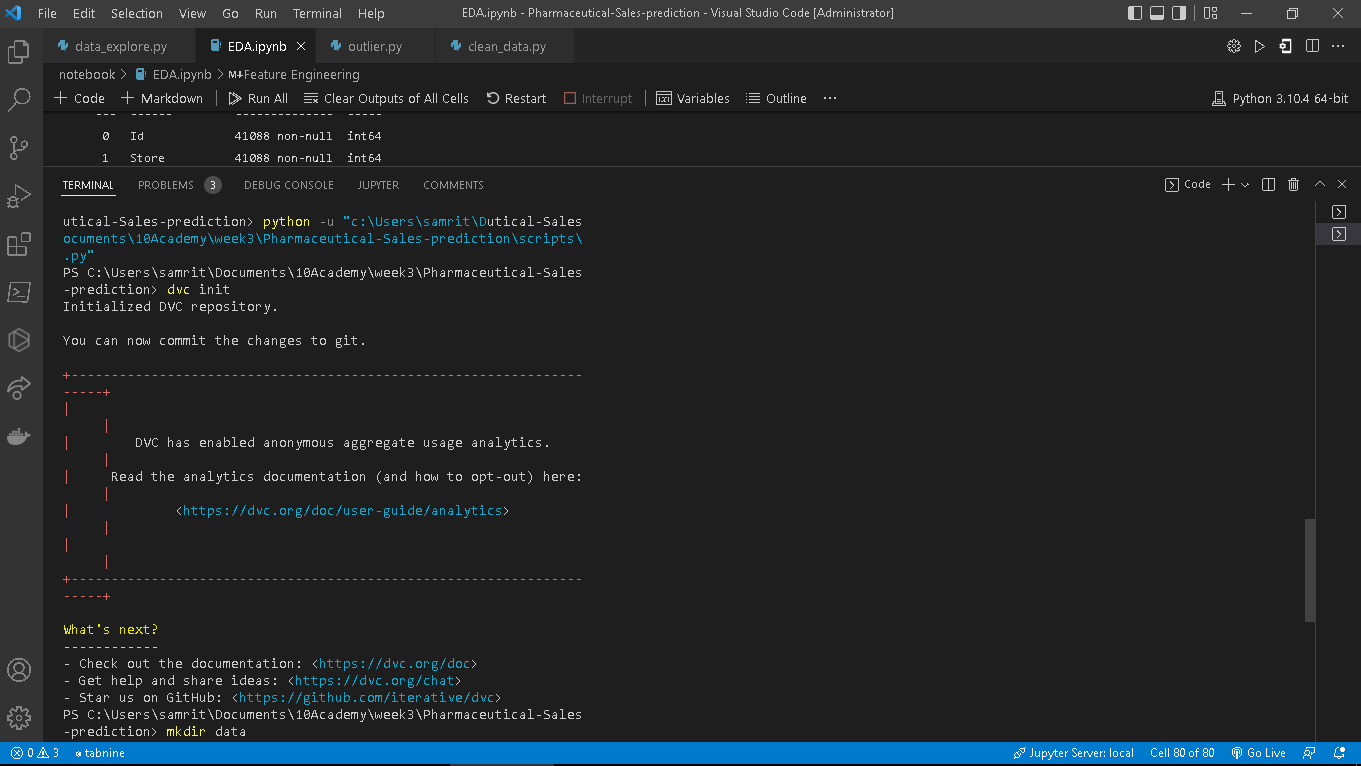 File Edit Selection View Go Run Terminal Help EDA.ipynb - Pharmaceutical-Sales-prediction - Visual Studio Code [Administrator]
data_explore.py EDA.ipynb outlier.py clean_data.py
notebook > EDA.ipynb > M↓Feature Engineering
+ Code + Markdown Run All Clear Outputs of All Cells Restart Interrupt Variables Outline ... Python 3.10.4 64-bit
--- ------ -------------- -----
0 Id 41088 non-null int64
1 Store 41088 non-null int64
TERMINAL PROBLEMS 3 DEBUG CONSOLE JUPYTER COMMENTS Code
utical-Sales-prediction> python -u "c:\Users\samrit\Dutical-Sales
ocuments\10Academy\week3\Pharmaceutical-Sales-prediction\scripts\
.py"
PS C:\Users\samrit\Documents\10Academy\week3\Pharmaceutical-Sales
-prediction> dvc init
Initialized DVC repository.
You can now commit the changes to git.
+----------------------------------------------------------------
-----+
|
|
| DVC has enabled anonymous aggregate usage analytics.
|
| Read the analytics documentation (and how to opt-out) here:
|
| <https://dvc.org/doc/user-guide/analytics>
|
|
|
+----------------------------------------------------------------
-----+
What's next?
------------
- Check out the documentation: <https://dvc.org/doc>
- Get help and share ideas: <https://dvc.org/chat>
- Star us on GitHub: <https://github.com/iterative/dvc>
PS C:\Users\samrit\Documents\10Academy\week3\Pharmaceutical-Sales
-prediction> mkdir data
0 3 tabnine Jupyter Server: local Cell 80 of 80 Go Live